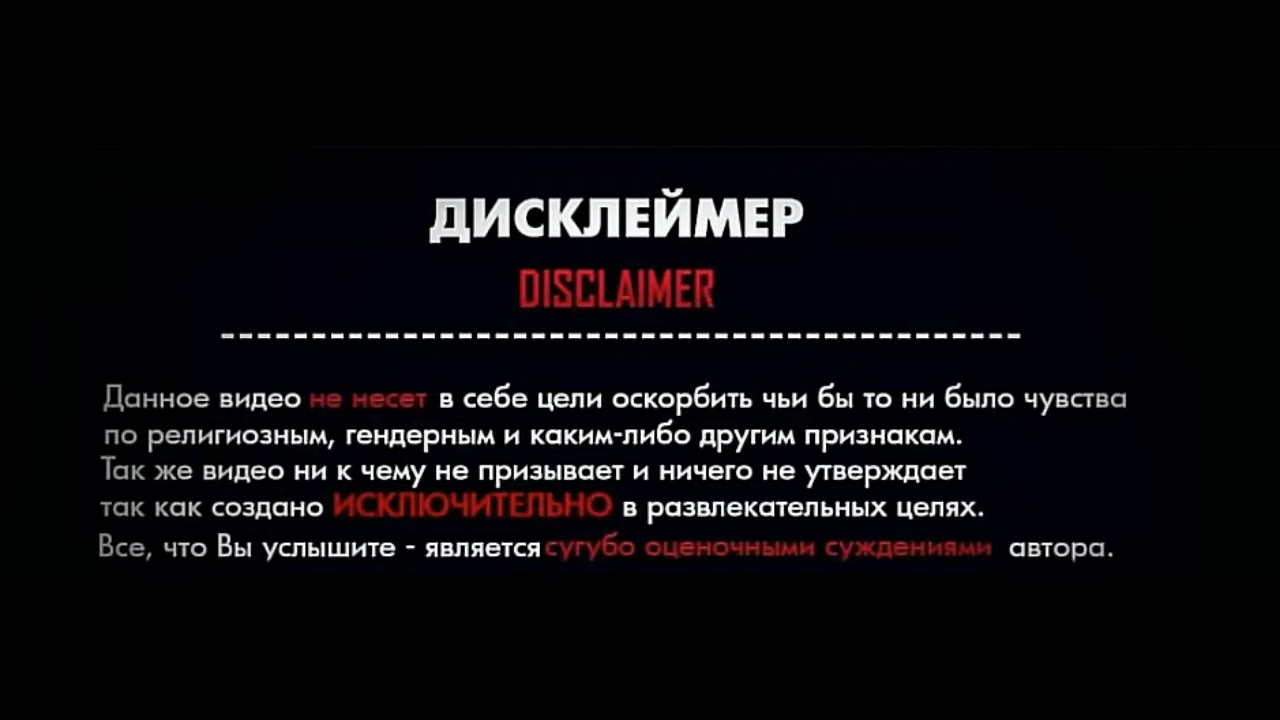 ДИСКЛЕЙМЕР
DISCLAIMER
Данное видео не несет в себе цели оскорбить чьи бы то ни было чувства
по религиозным, гендерным и каким-либо другим признакам.
Так же видео ни к чему не призывает и ничего не утверждает
так как создано ИСКЛЮЧИТЕЛЬНО в развлекательных целях.
Все, что Вы услышите - является сугубо оценочными суждениями автора.